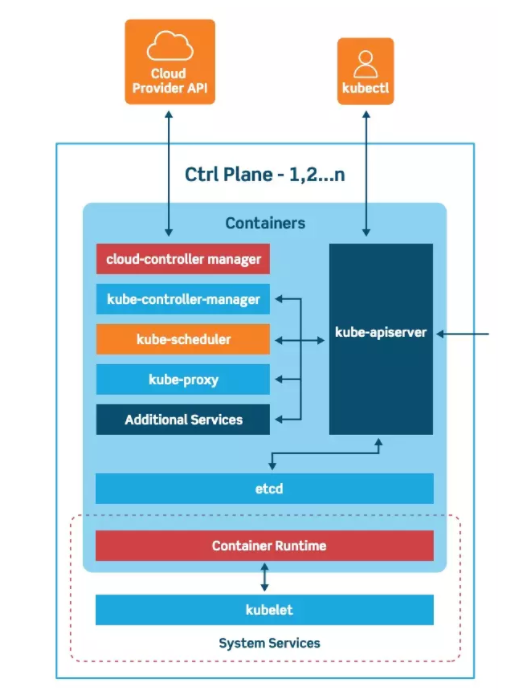 Cloud
Provider API
kubectl
Ctrl Plane - 1,2...n
Containers
cloud-controller manager
kube-controller-manager
kube-scheduler
kube-proxy
Additional Services
kube-apiserver
etcd
Container Runtime
kubelet
System Services